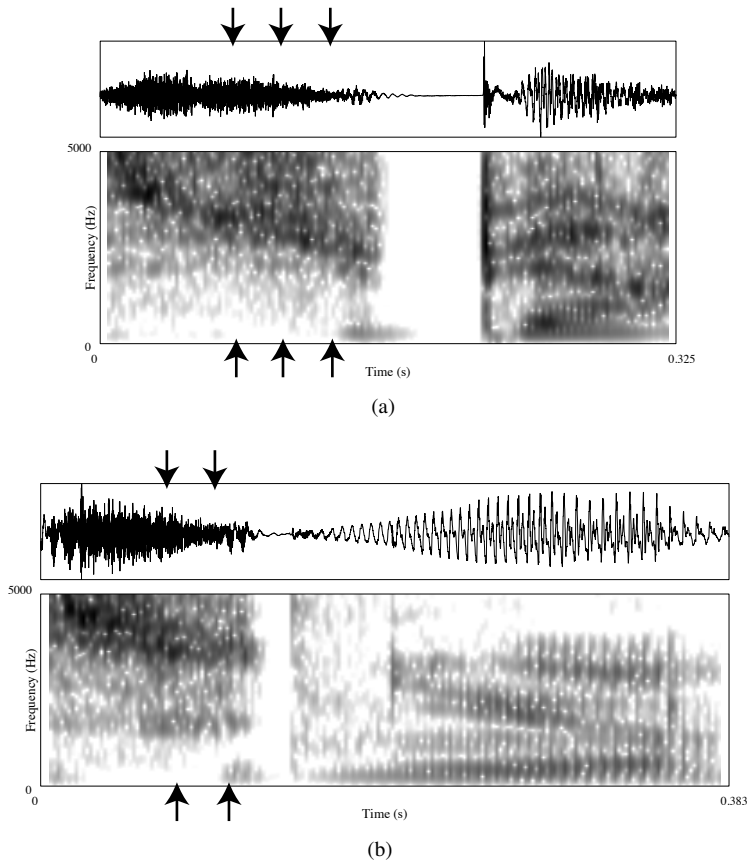 5000
Frequency (Hz)
0
0
0.325
Time (s)
(a)
5000
Frequency (Hz)
0
0
0.383
Time (s)
(b)